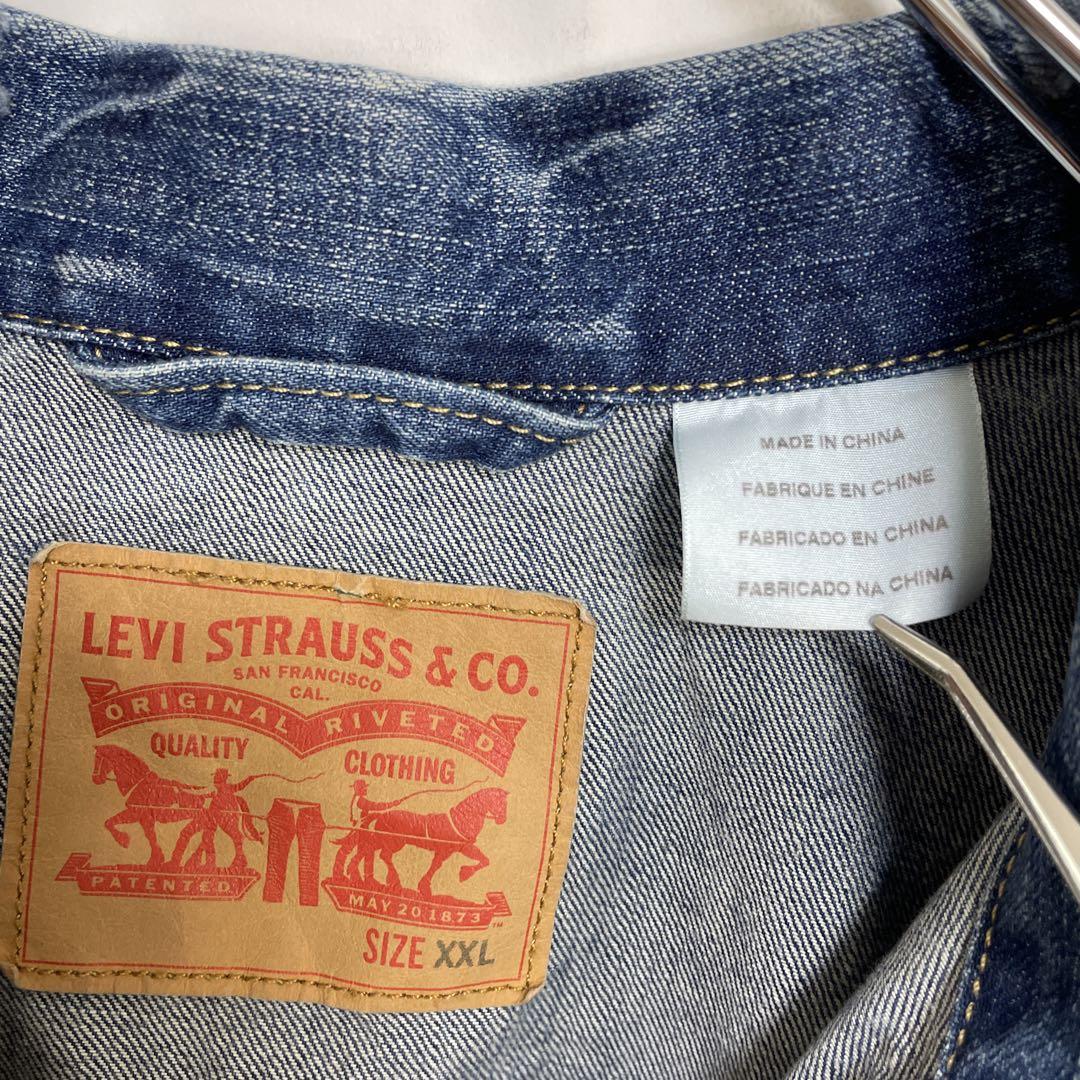 LEVI STRAUSS & CO.
SAN FRANCISCO
CAL.
ORIGINAL RIVETED
QUALITY CLOTHING
PATENTED
MAY 20 1873 ™
SIZE XXL
MADE IN CHINA
FABRIQUE EN CHINE
FABRICADO EN CHINA
FABRICADO NA CHINA